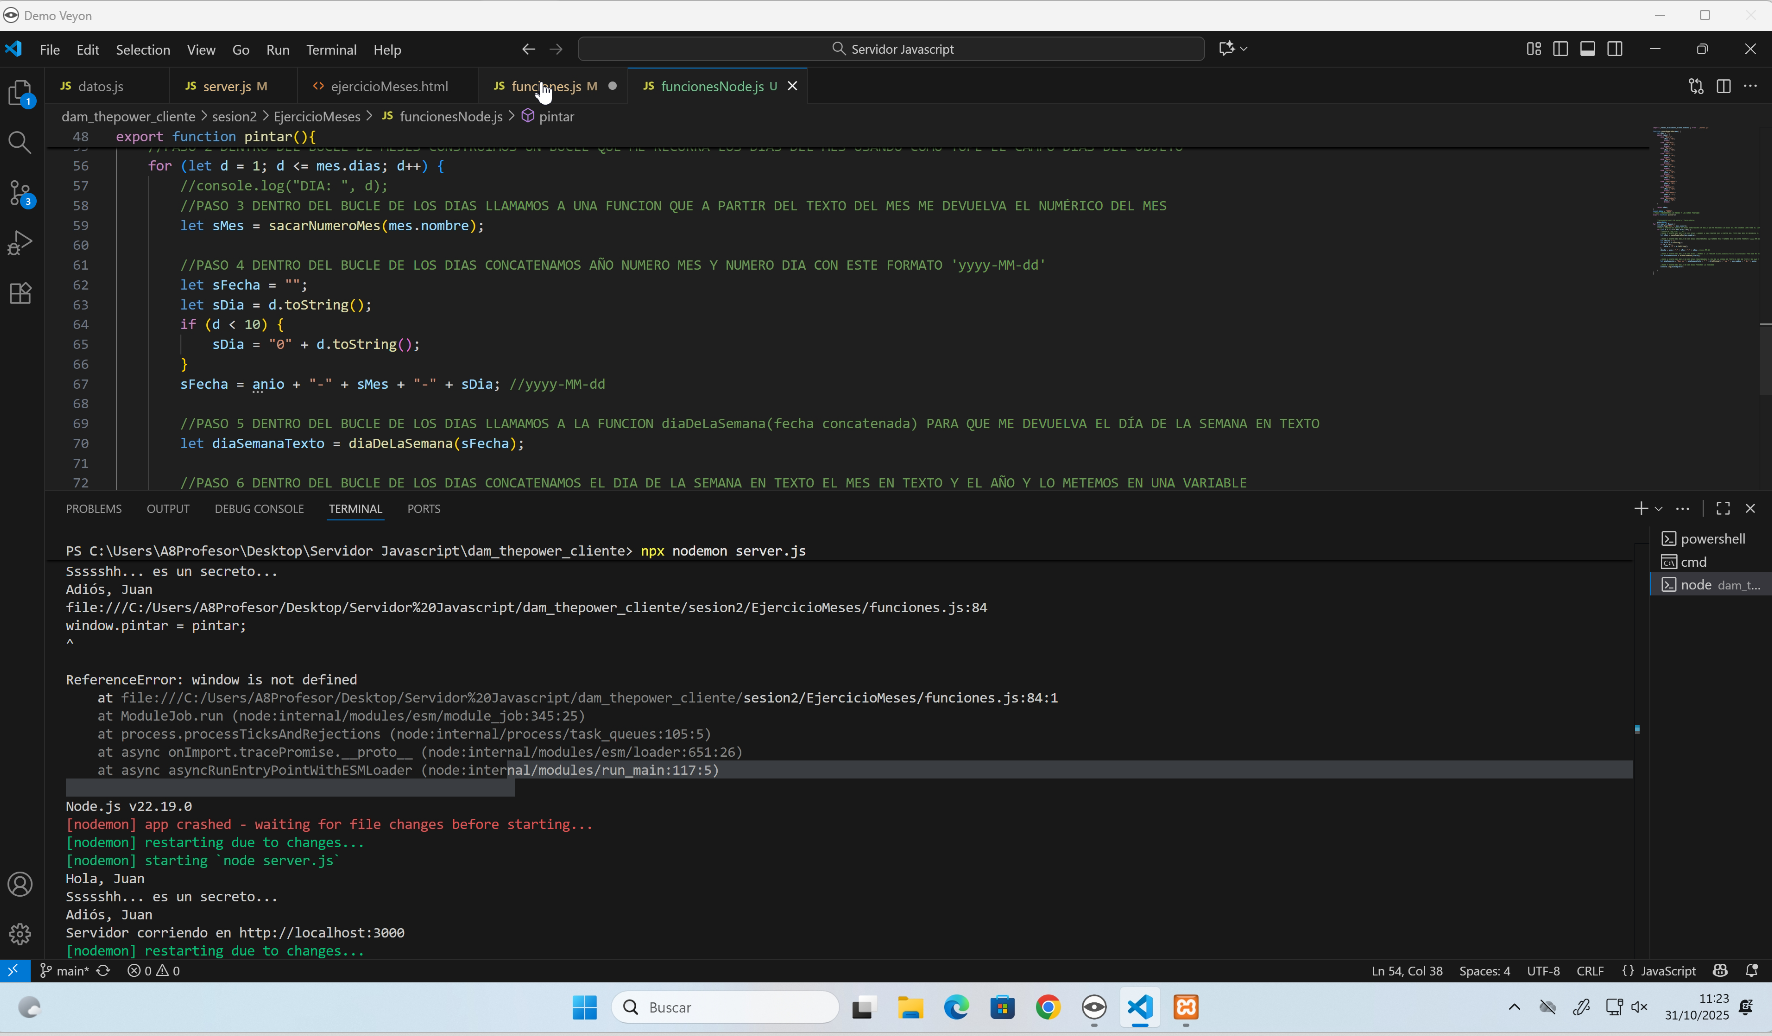 Demo Veyon
File Edit Selection View Go Run Terminal Help
Servidor Javascript
JS datos.js JS server.js M <> ejercicioMeses.html JS funciones.js M JS funcionesNode.js U
dam_thepower_cliente > sesion2 > EjercicioMeses > JS funcionesNode.js > pintar
48 export function pintar(){
56 for (let d = 1; d <= mes.dias; d++) {
57 //console.log("DIA: ", d);
58 //PASO 3 DENTRO DEL BUCLE DE LOS DIAS LLAMAMOS A UNA FUNCION QUE A PARTIR DEL TEXTO DEL MES ME DEVUELVA EL NUMÉRICO DEL MES
59 let sMes = sacarNumeroMes(mes.nombre);
60
61 //PASO 4 DENTRO DEL BUCLE DE LOS DIAS CONCATENAMOS AÑO NUMERO MES Y NUMERO DIA CON ESTE FORMATO 'yyyy-MM-dd'
62 let sFecha = "";
63 let sDia = d.toString();
64 if (d < 10) {
65 sDia = "0" + d.toString();
66 }
67 sFecha = anio + "-" + sMes + "-" + sDia; //yyyy-MM-dd
68
69 //PASO 5 DENTRO DEL BUCLE DE LOS DIAS LLAMAMOS A LA FUNCION diaDeLaSemana(fecha concatenada) PARA QUE ME DEVUELVA EL DÍA DE LA SEMANA EN TEXTO
70 let diaSemanaTexto = diaDeLaSemana(sFecha);
71
72 //PASO 6 DENTRO DEL BUCLE DE LOS DIAS CONCATENAMOS EL DIA DE LA SEMANA EN TEXTO EL MES EN TEXTO Y EL AÑO Y LO METEMOS EN UNA VARIABLE
PROBLEMS OUTPUT DEBUG CONSOLE TERMINAL PORTS
PS C:\Users\A8Profesor\Desktop\Servidor Javascript\dam_thepower_cliente> npx nodemon server.js
Ssssshh... es un secreto...
Adiós, Juan
file:///C:/Users/A8Profesor/Desktop/Servidor%20Javascript/dam_thepower_cliente/sesion2/EjercicioMeses/funciones.js:84
window.pintar = pintar;
^
ReferenceError: window is not defined
at file:///C:/Users/A8Profesor/Desktop/Servidor%20Javascript/dam_thepower_cliente/sesion2/EjercicioMeses/funciones.js:84:1
at ModuleJob.run (node:internal/modules/esm/module_job:345:25)
at process.processTicksAndRejections (node:internal/process/task_queues:105:5)
at async onImport.tracePromise.__proto__ (node:internal/modules/esm/loader:651:26)
at async asyncRunEntryPointWithESMLoader (node:internal/modules/run_main:117:5)
Node.js v22.19.0
[nodemon] app crashed - waiting for file changes before starting...
[nodemon] restarting due to changes...
[nodemon] starting `node server.js`
Hola, Juan
Ssssshh... es un secreto...
Adiós, Juan
Servidor corriendo en http://localhost:3000
[nodemon] restarting due to changes...
powershell
cmd
node dam_t...
1
3
main* 0 0
Ln 54, Col 38 Spaces: 4 UTF-8 CRLF {} JavaScript
Buscar
11:23
31/10/2025